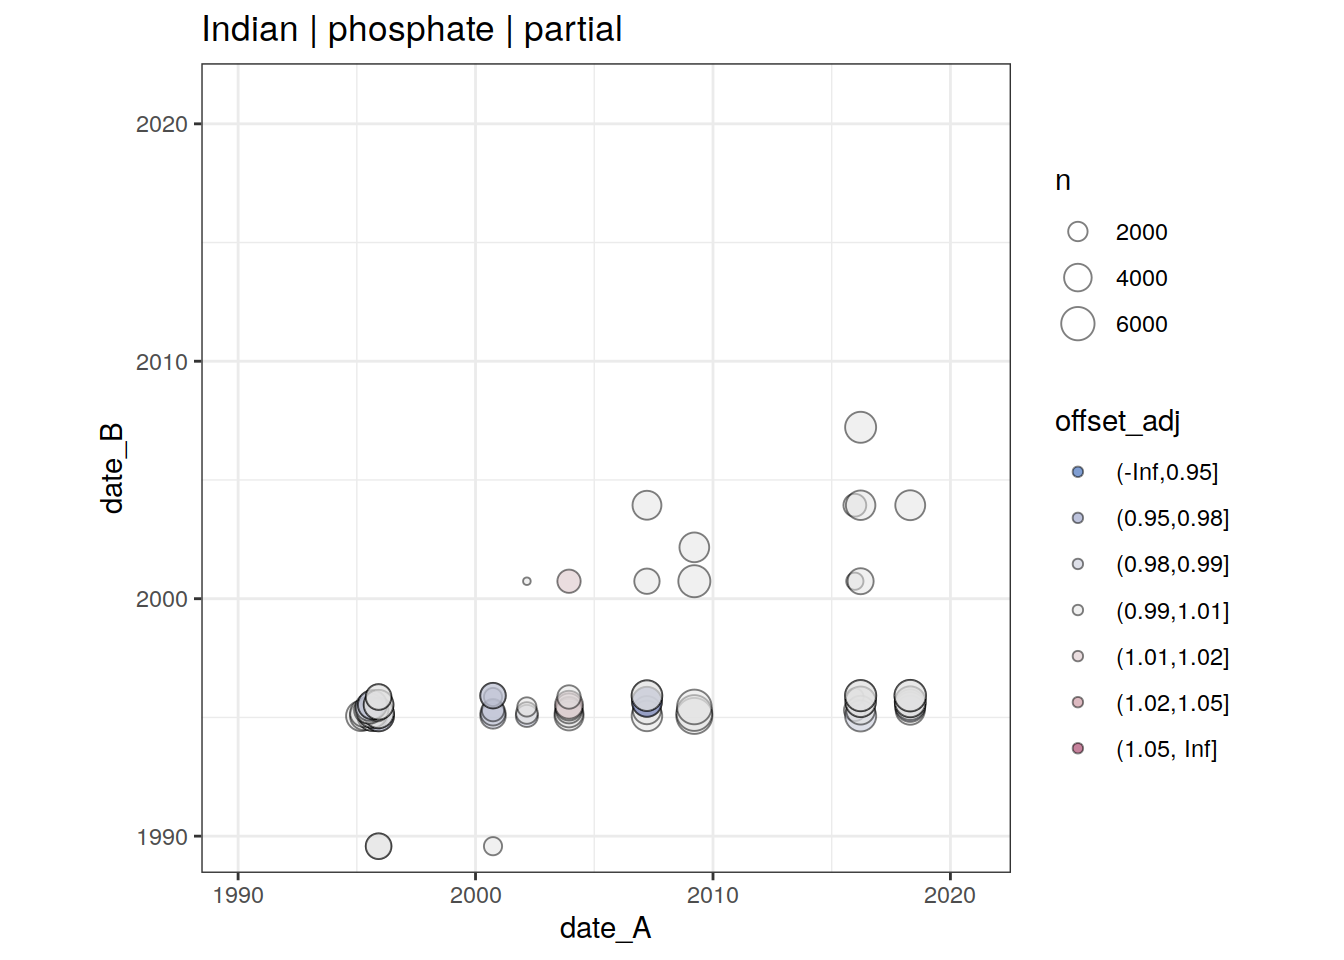 Indian | phosphate | partial
date_B
2020
2010
2000
1990
1990
2000
2010
2020
date_A
n
2000
4000
6000
offset_adj
(-Inf,0.95]
(0.95,0.98]
(0.98,0.99]
(0.99,1.01]
(1.01,1.02]
(1.02,1.05]
(1.05, Inf]